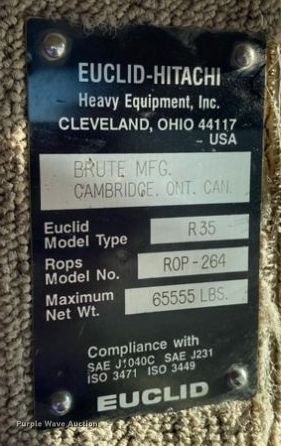 EUCLID-HITACHI
Heavy Equipment, Inc.
CLEVELAND, OHIO 44117
- USA
BRUTE MFG.
CAMBRIDGE. ONT. CAN.
Euclid
Model Type
R35
Rops
Model No.
ROP-264
Maximum
Net Wt.
65555 LBS.
Compliance with
SAE J1040C SAE J231
ISO 3471 ISO 3449
EUCLID
Purple Wave Auction